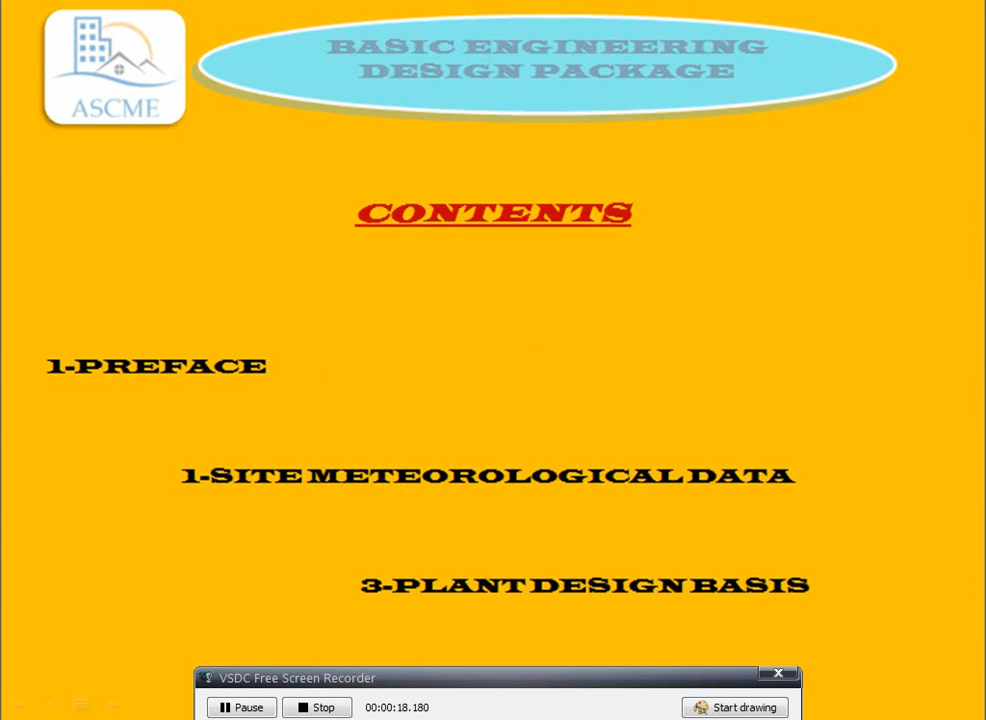 ASCME
BASIC ENGINEERING
DESIGN PACKAGE
CONTENTS
1-PREFACE
1-SITE METEOROLOGICAL DATA
3-PLANT DESIGN BASIS
VSDC Free Screen Recorder
Pause Stop 00:00:18.180 Start drawing